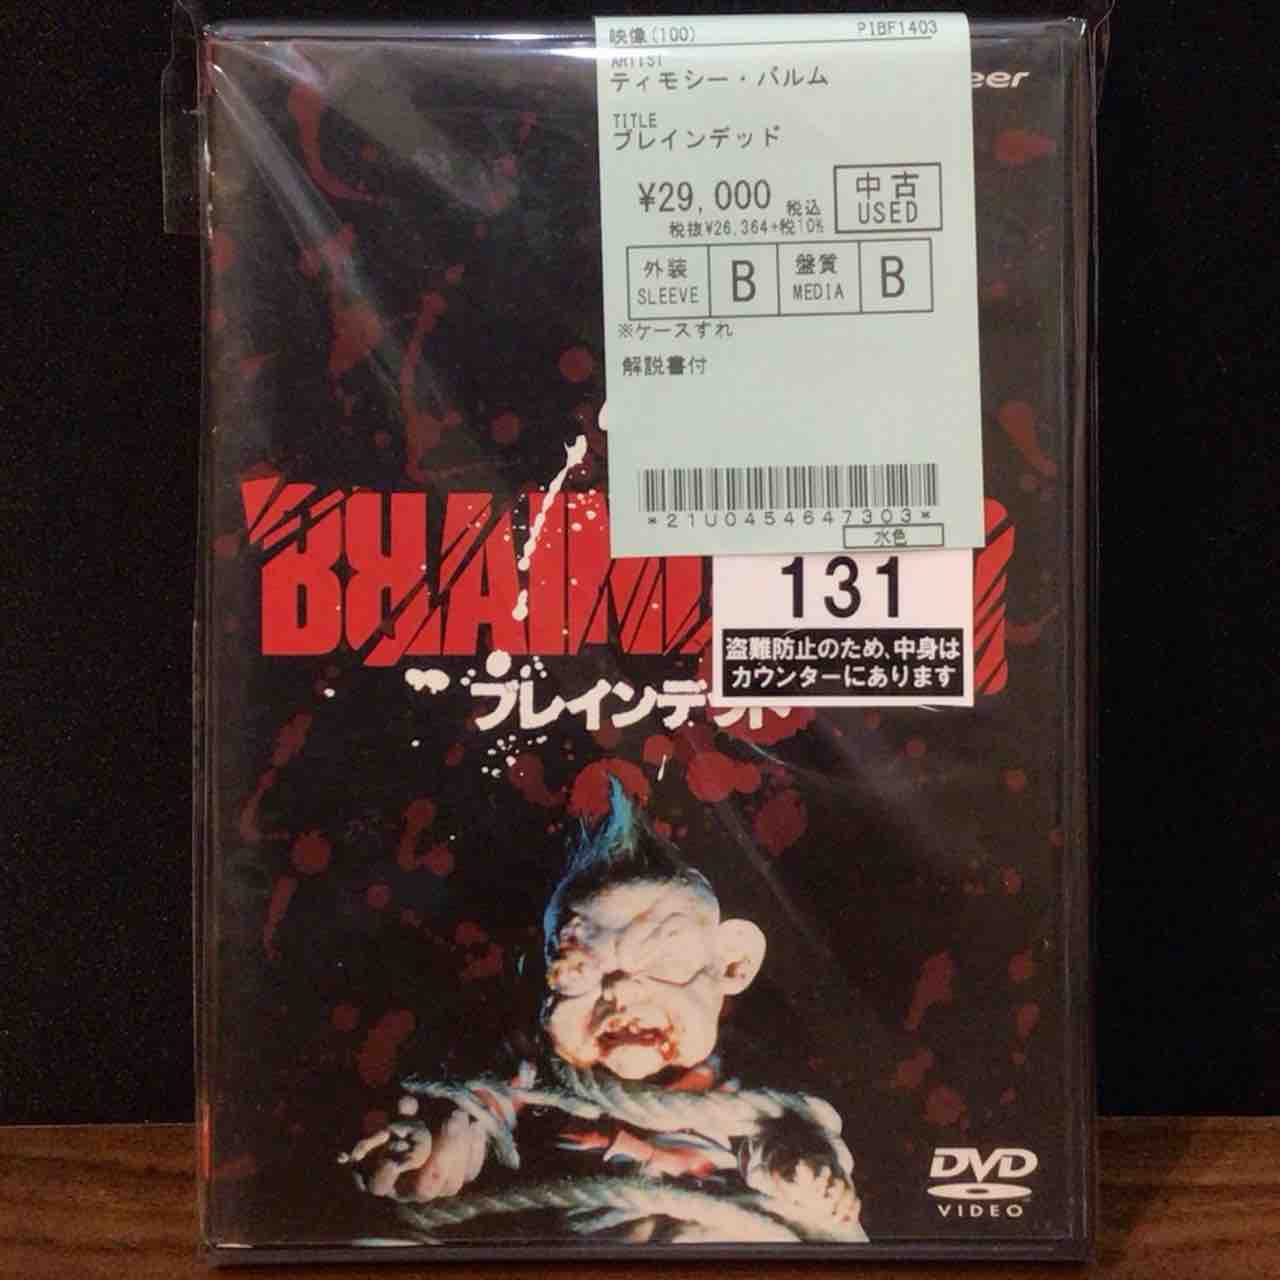 映像(100) PIBF1403
ARTIST
ティモシー・バルム
eer
TITLE
ブレインデッド
¥29,000 税込
税抜¥26,364+税10%
中古
USED
外装
SLEEVE
B
盤質
MEDIA
B
※ケースすれ
解説書付
*21U0454647303*
水色
BRAIN
131
盗難防止のため、中身は
カウンターにあります
ブレインデッド
DVD
VIDEO